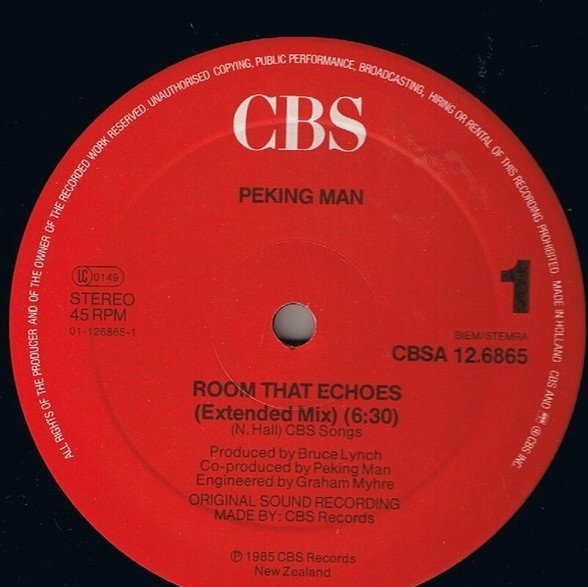 ALL RIGHTS OF THE PRODUCER AND OF THE OWNER OF THE RECORDED WORK RESERVED. UNAUTHORISED COPYING, PUBLIC PERFORMANCE, BROADCASTING, HIRING OR RENTAL OF THIS RECORDING PROHIBITED. MADE IN HOLLAND CBS AND ® CBS INC.
CBS
PEKING MAN
LC 0149
STEREO
45 RPM
01-126865-1
1
BIEM/STEMRA
CBSA 12.6865
ROOM THAT ECHOES
(Extended Mix) (6:30)
(N. Hall) CBS Songs
Produced by Bruce Lynch
Co-produced by Peking Man
Engineered by Graham Myhre
ORIGINAL SOUND RECORDING
MADE BY: CBS Records
℗ 1985 CBS Records
New Zealand